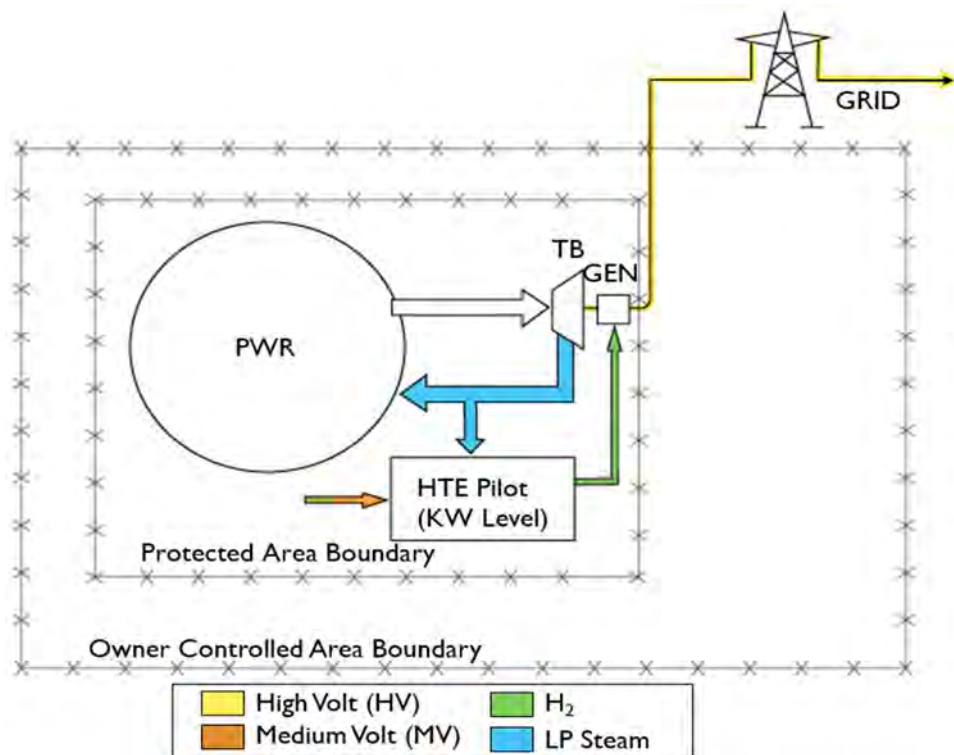 GRID
TB
GEN
PWR
HTE Pilot
(KW Level)
Protected Area Boundary
Owner Controlled Area Boundary
High Volt (HV)
H₂
Medium Volt (MV)
LP Steam